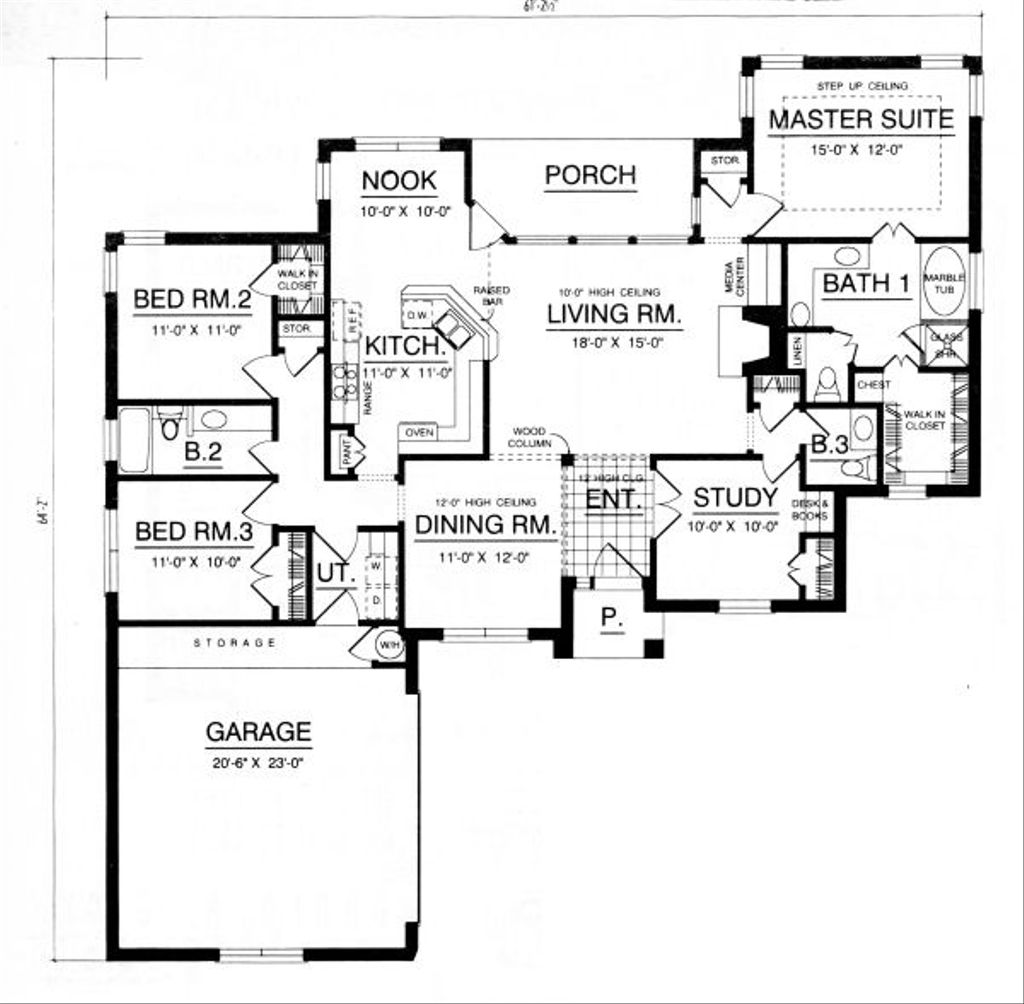 61'-2½"
STEP UP CEILING
MASTER SUITE
15'-0" X 12'-0"
STOR.
PORCH
NOOK
10'-0" X 10'-0"
BED RM.2
11'-0" X 11'-0"
WALK IN
CLOSET
STOR.
RAISED
BAR
D.W.
REF.
KITCH.
11'-0" X 11'-0"
RANGE
OVEN
PANT
10'-0" HIGH CEILING
LIVING RM.
18'-0" X 15'-0"
MEDIA
CENTER
BATH 1
MARBLE
TUB
GLASS
SHR
LINEN
CHEST
WALK IN
CLOSET
B.2
WOOD
COLUMN
B.3
64'-2"
BED RM.3
11'-0" X 10'-0"
12'-0" HIGH CEILING
DINING RM.
11'-0" X 12'-0"
12' HIGH CLG.
ENT.
STUDY
10'-0" X 10'-0"
DESK &
BOOKS
UT.
W.
D.
P.
STORAGE
W/H
GARAGE
20'-6" X 23'-0"